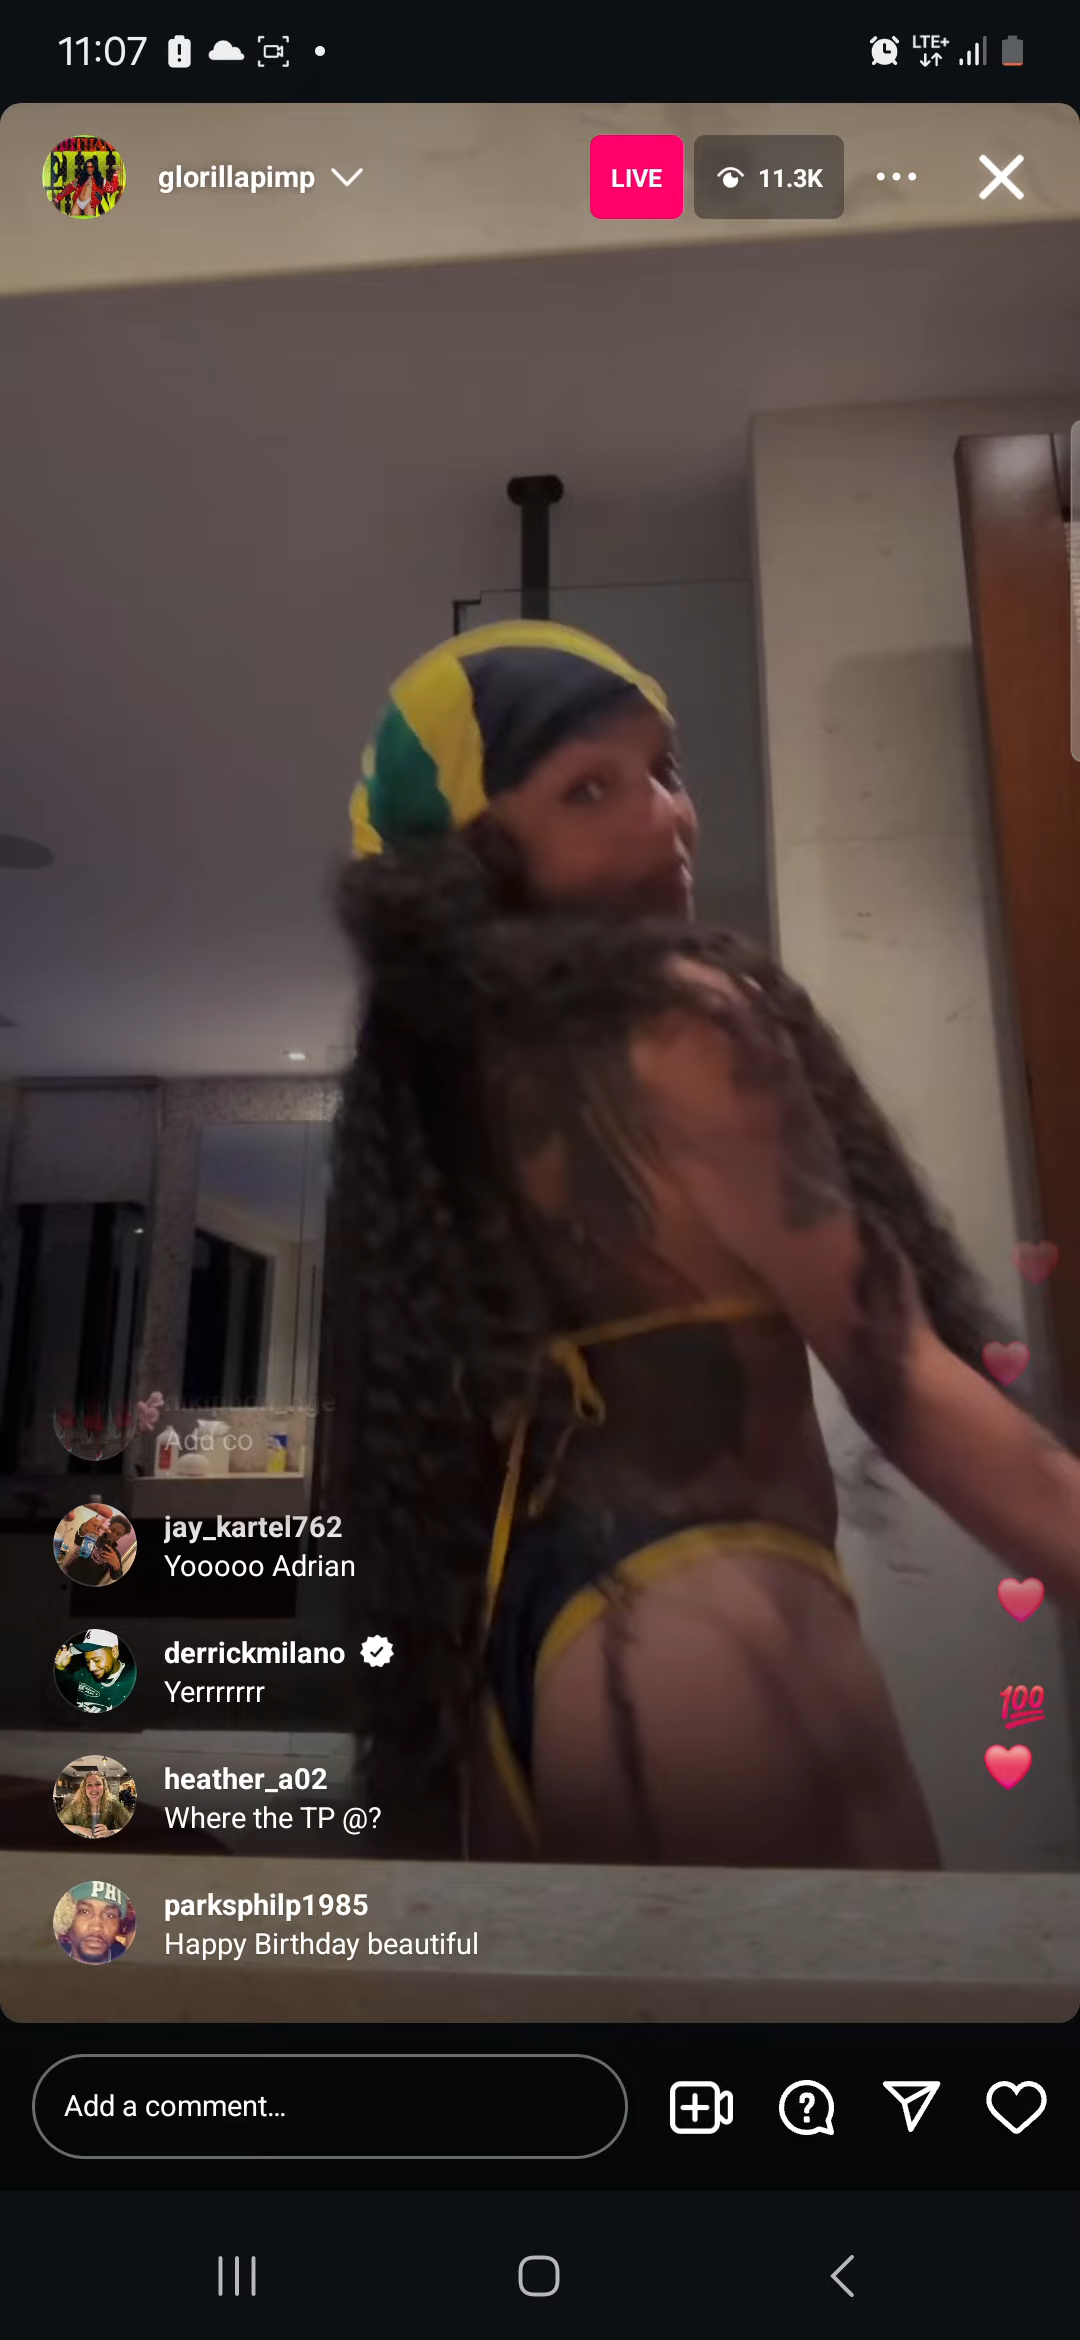 11:07
LTE+
glorillapimp
LIVE
11.3K
Add co
jay_kartel762
Yooooo Adrian
derrickmilano
Yerrrrrrr
heather_a02
Where the TP @?
parksphilp1985
Happy Birthday beautiful
100
Add a comment...